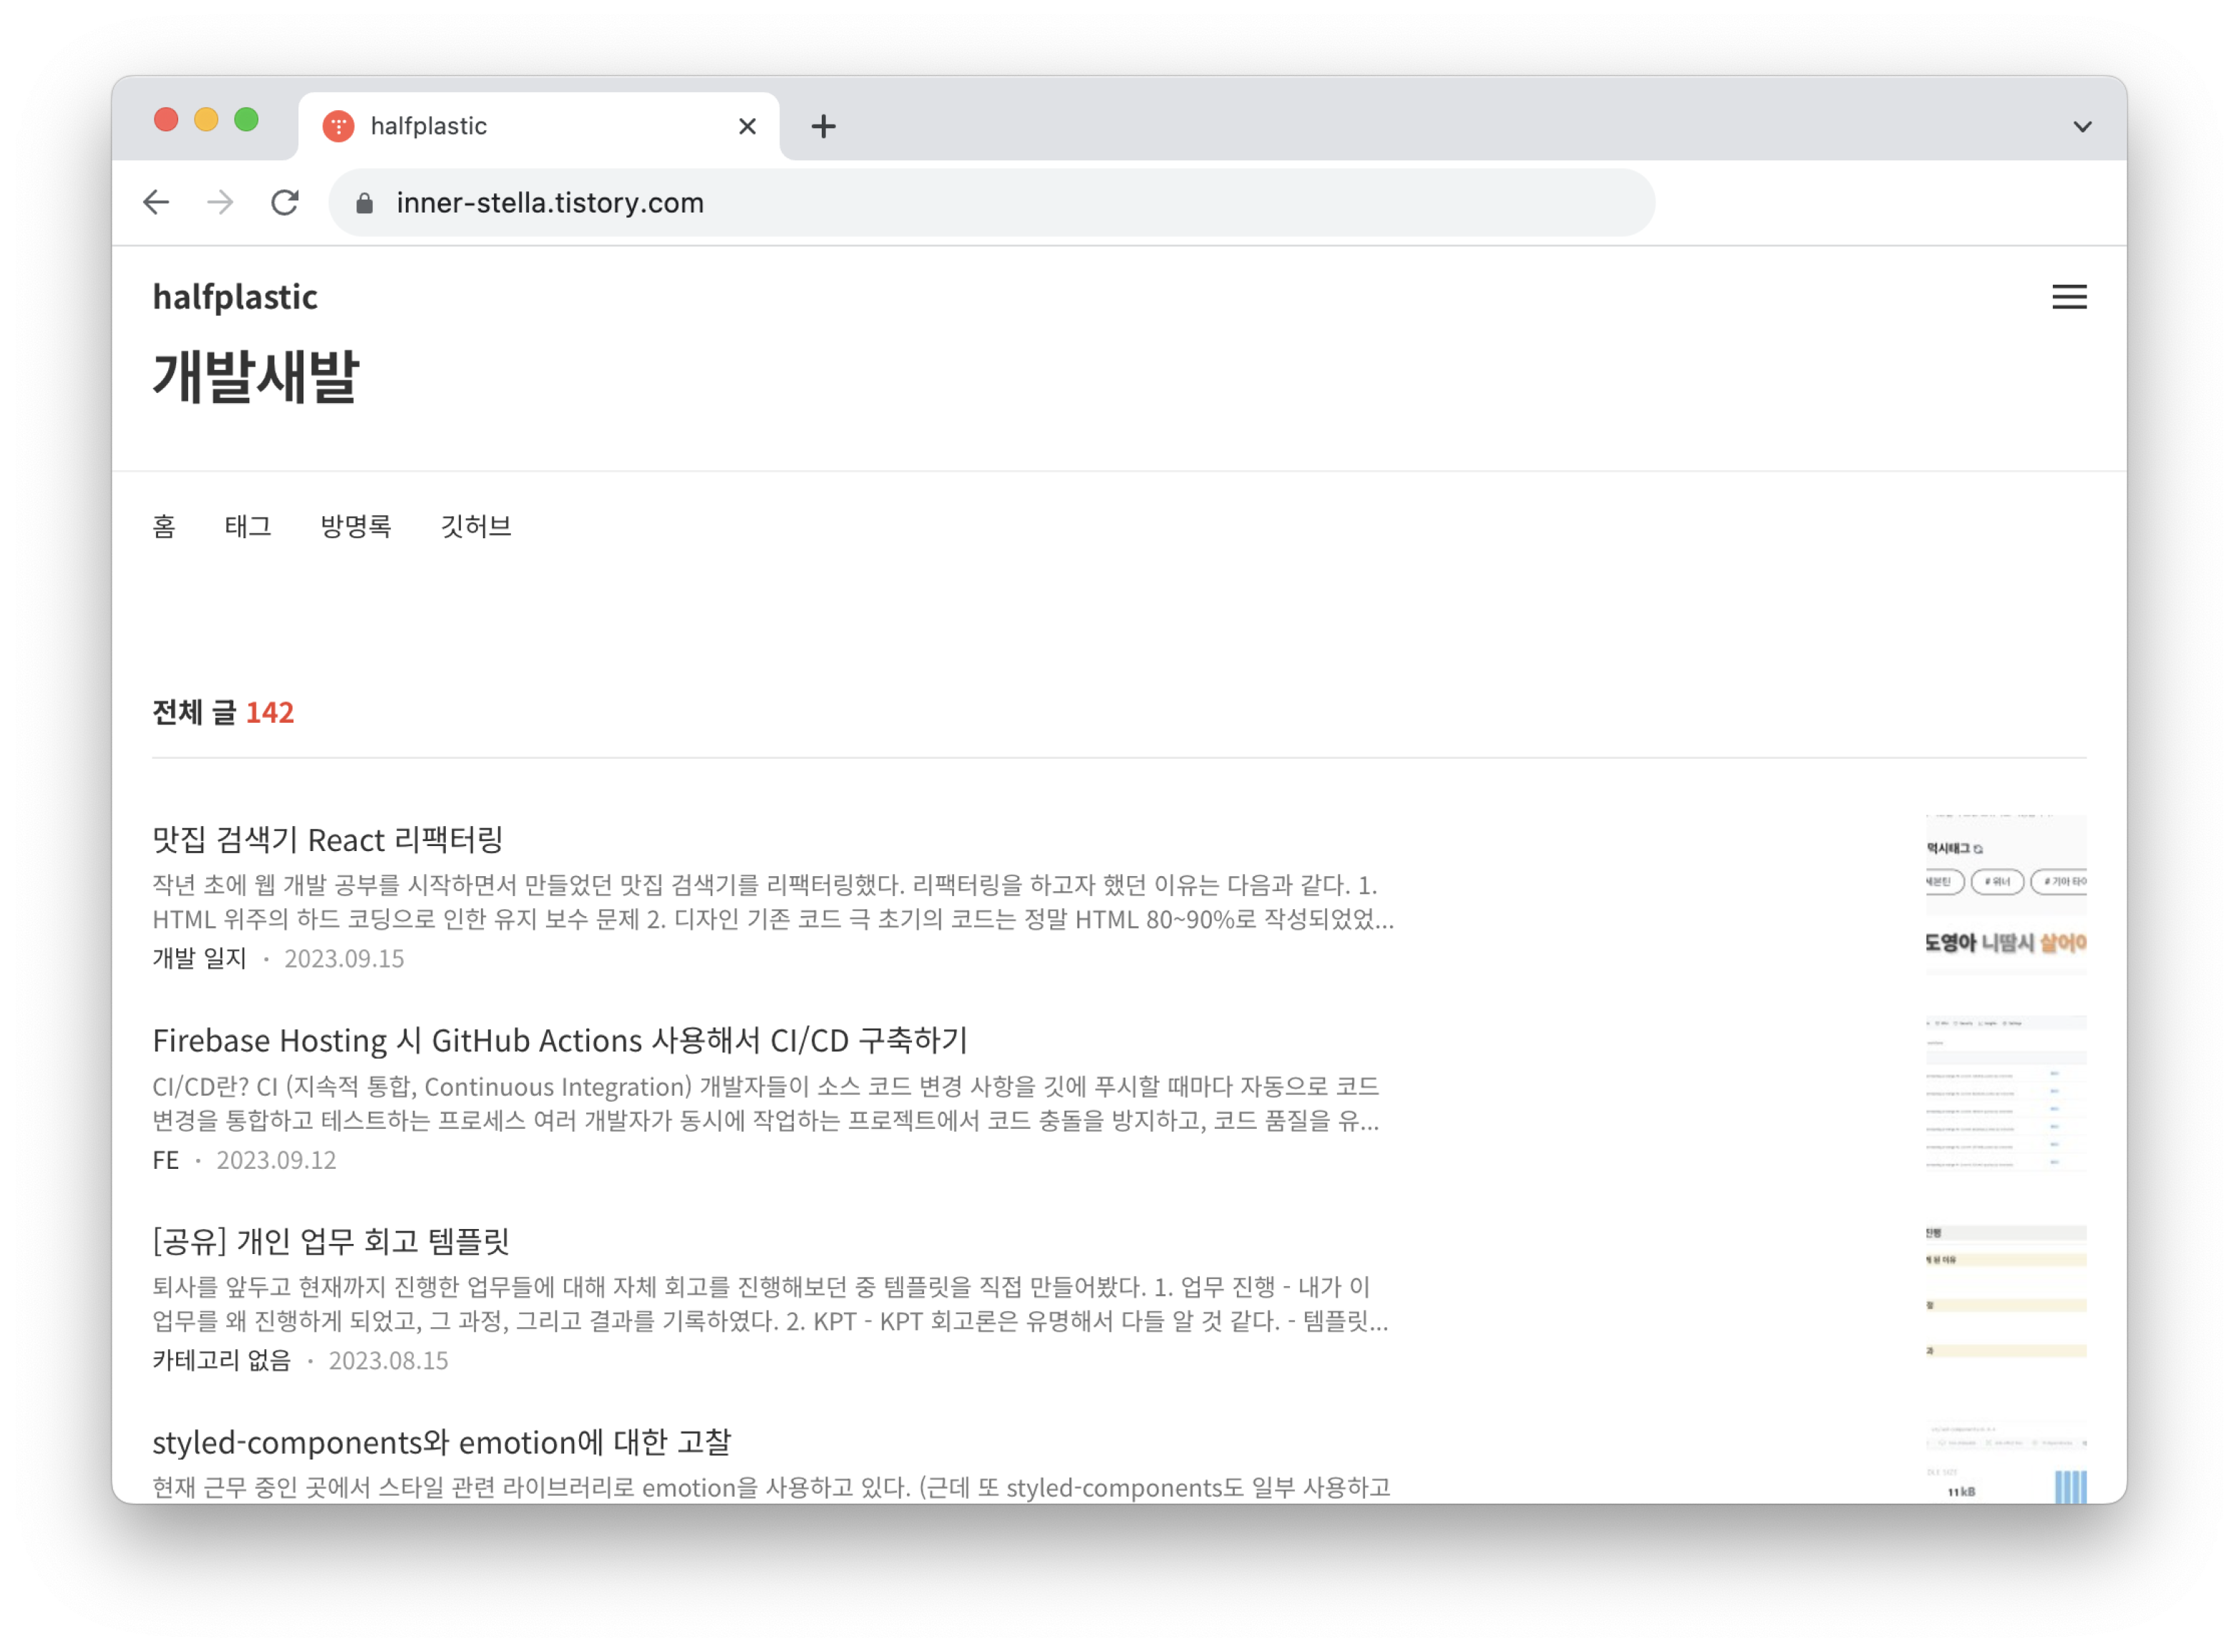 halfplastic
inner-stella.tistory.com
halfplastic
개발새발
홈 태그 방명록 깃허브
전체 글 142
맛집 검색기 React 리팩터링
작년 초에 웹 개발 공부를 시작하면서 만들었던 맛집 검색기를 리팩터링했다. 리팩터링을 하고자 했던 이유는 다음과 같다. 1.
HTML 위주의 하드 코딩으로 인한 유지 보수 문제 2. 디자인 기존 코드 극 초기의 코드는 정말 HTML 80~90%로 작성되었었...
개발 일지 · 2023.09.15
먹시태그
# 위너 # 기아 타이
도영아 니땀시 살어야
Firebase Hosting 시 GitHub Actions 사용해서 CI/CD 구축하기
CI/CD란? CI (지속적 통합, Continuous Integration) 개발자들이 소스 코드 변경 사항을 깃에 푸시할 때마다 자동으로 코드
변경을 통합하고 테스트하는 프로세스 여러 개발자가 동시에 작업하는 프로젝트에서 코드 충돌을 방지하고, 코드 품질을 유...
FE · 2023.09.12
[공유] 개인 업무 회고 템플릿
퇴사를 앞두고 현재까지 진행한 업무들에 대해 자체 회고를 진행해보던 중 템플릿을 직접 만들어봤다. 1. 업무 진행 - 내가 이
업무를 왜 진행하게 되었고, 그 과정, 그리고 결과를 기록하였다. 2. KPT - KPT 회고론은 유명해서 다들 알 것 같다. - 템플릿...
카테고리 없음 · 2023.08.15
진행
게 된 이유
과
styled-components와 emotion에 대한 고찰
현재 근무 중인 곳에서 스타일 관련 라이브러리로 emotion을 사용하고 있다. (근데 또 styled-components도 일부 사용하고
11 kB